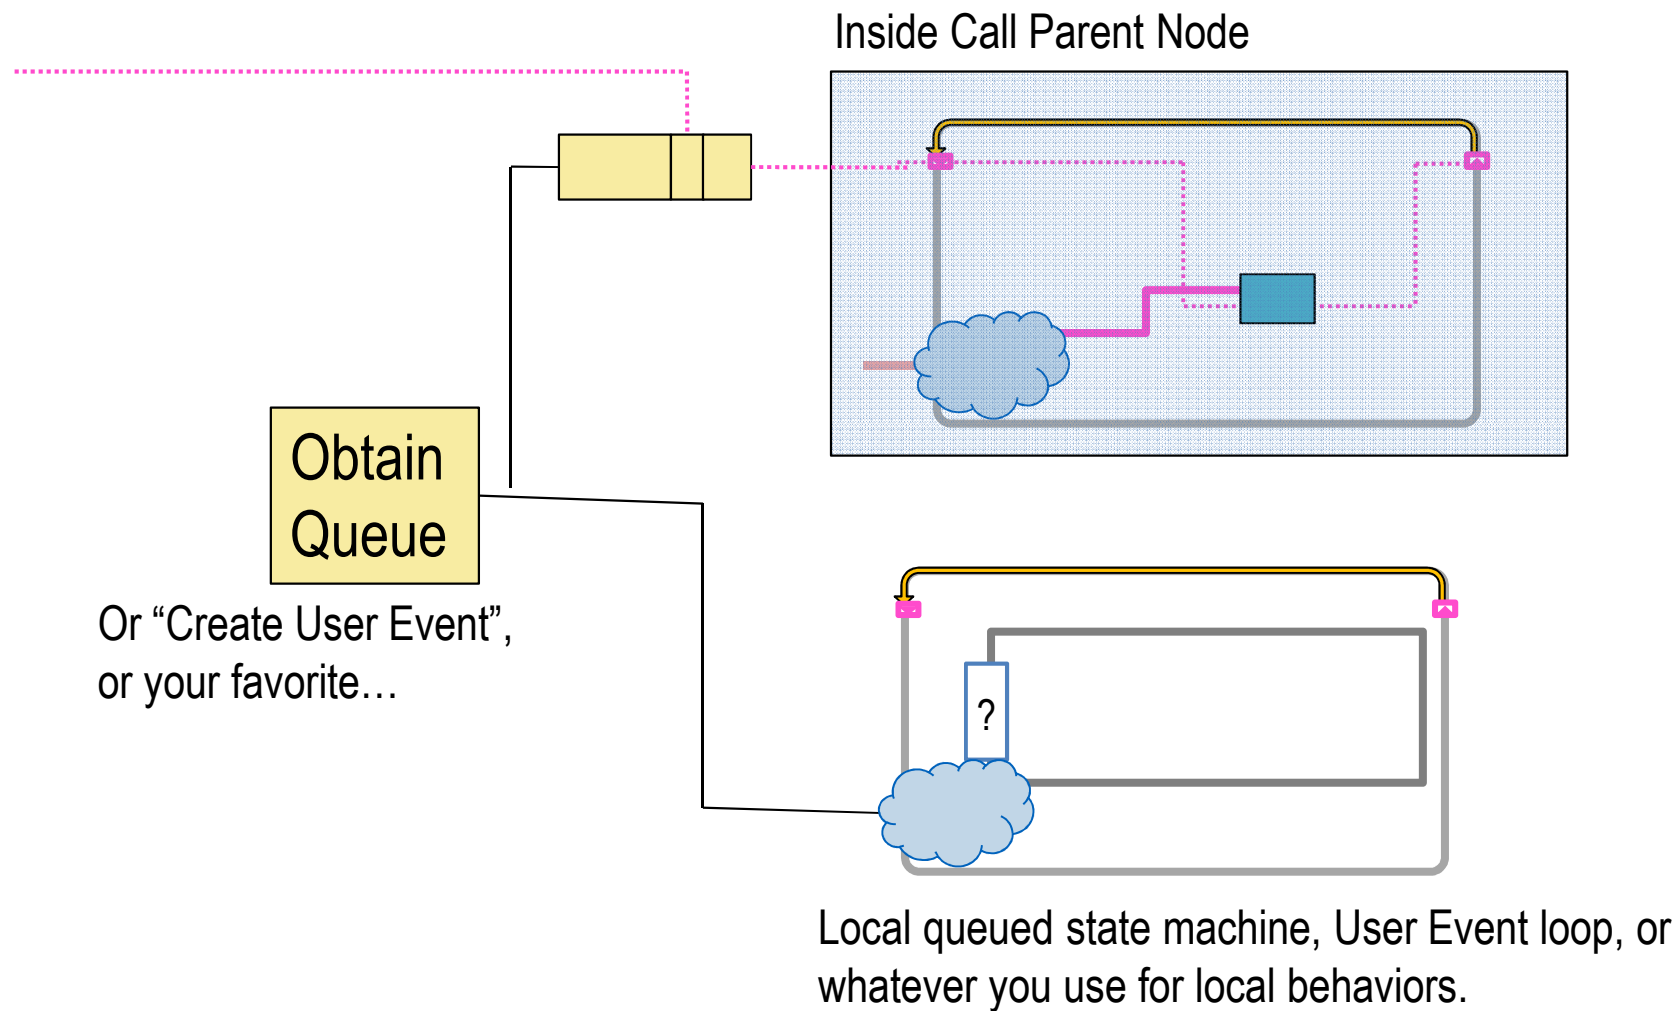 Inside Call Parent Node
Obtain
Queue
Or “Create User Event”,
or your favorite…
?
Local queued state machine, User Event loop, or
whatever you use for local behaviors.